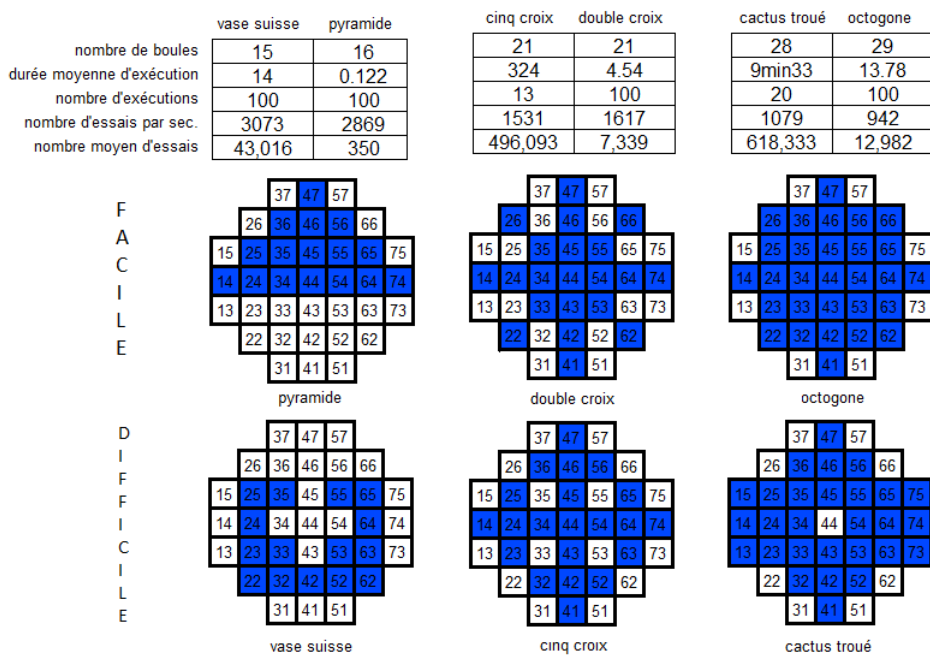 vase suisse pyramide cinq croix double croix cactus troué octogone
nombre de boules 15 16 21 21 28 29
durée moyenne d'exécution 14 0.122 324 4.54 9min33 13.78
nombre d'exécutions 100 100 13 100 20 100
nombre d'essais par sec. 3073 2869 1531 1617 1079 942
nombre moyen d'essais 43,016 350 496,093 7,339 618,333 12,982
FACILE
37 47 57 37 47 57 37 47 57
26 36 46 56 66 26 36 46 56 66 26 36 46 56 66
15 25 35 45 55 65 75 15 25 35 45 55 65 75 15 25 35 45 55 65 75
14 24 34 44 54 64 74 14 24 34 44 54 64 74 14 24 34 44 54 64 74
13 23 33 43 53 63 73 13 23 33 43 53 63 73 13 23 33 43 53 63 73
22 32 42 52 62 22 32 42 52 62 22 32 42 52 62
31 41 51 31 41 51 31 41 51
pyramide double croix octogone
DIFFICILE
37 47 57 37 47 57 37 47 57
26 36 46 56 66 26 36 46 56 66 26 36 46 56 66
15 25 35 45 55 65 75 15 25 35 45 55 65 75 15 25 35 45 55 65 75
14 24 34 44 54 64 74 14 24 34 44 54 64 74 14 24 34 44 54 64 74
13 23 33 43 53 63 73 13 23 33 43 53 63 73 13 23 33 43 53 63 73
22 32 42 52 62 22 32 42 52 62 22 32 42 52 62
31 41 51 31 41 51 31 41 51
vase suisse cinq croix cactus troué